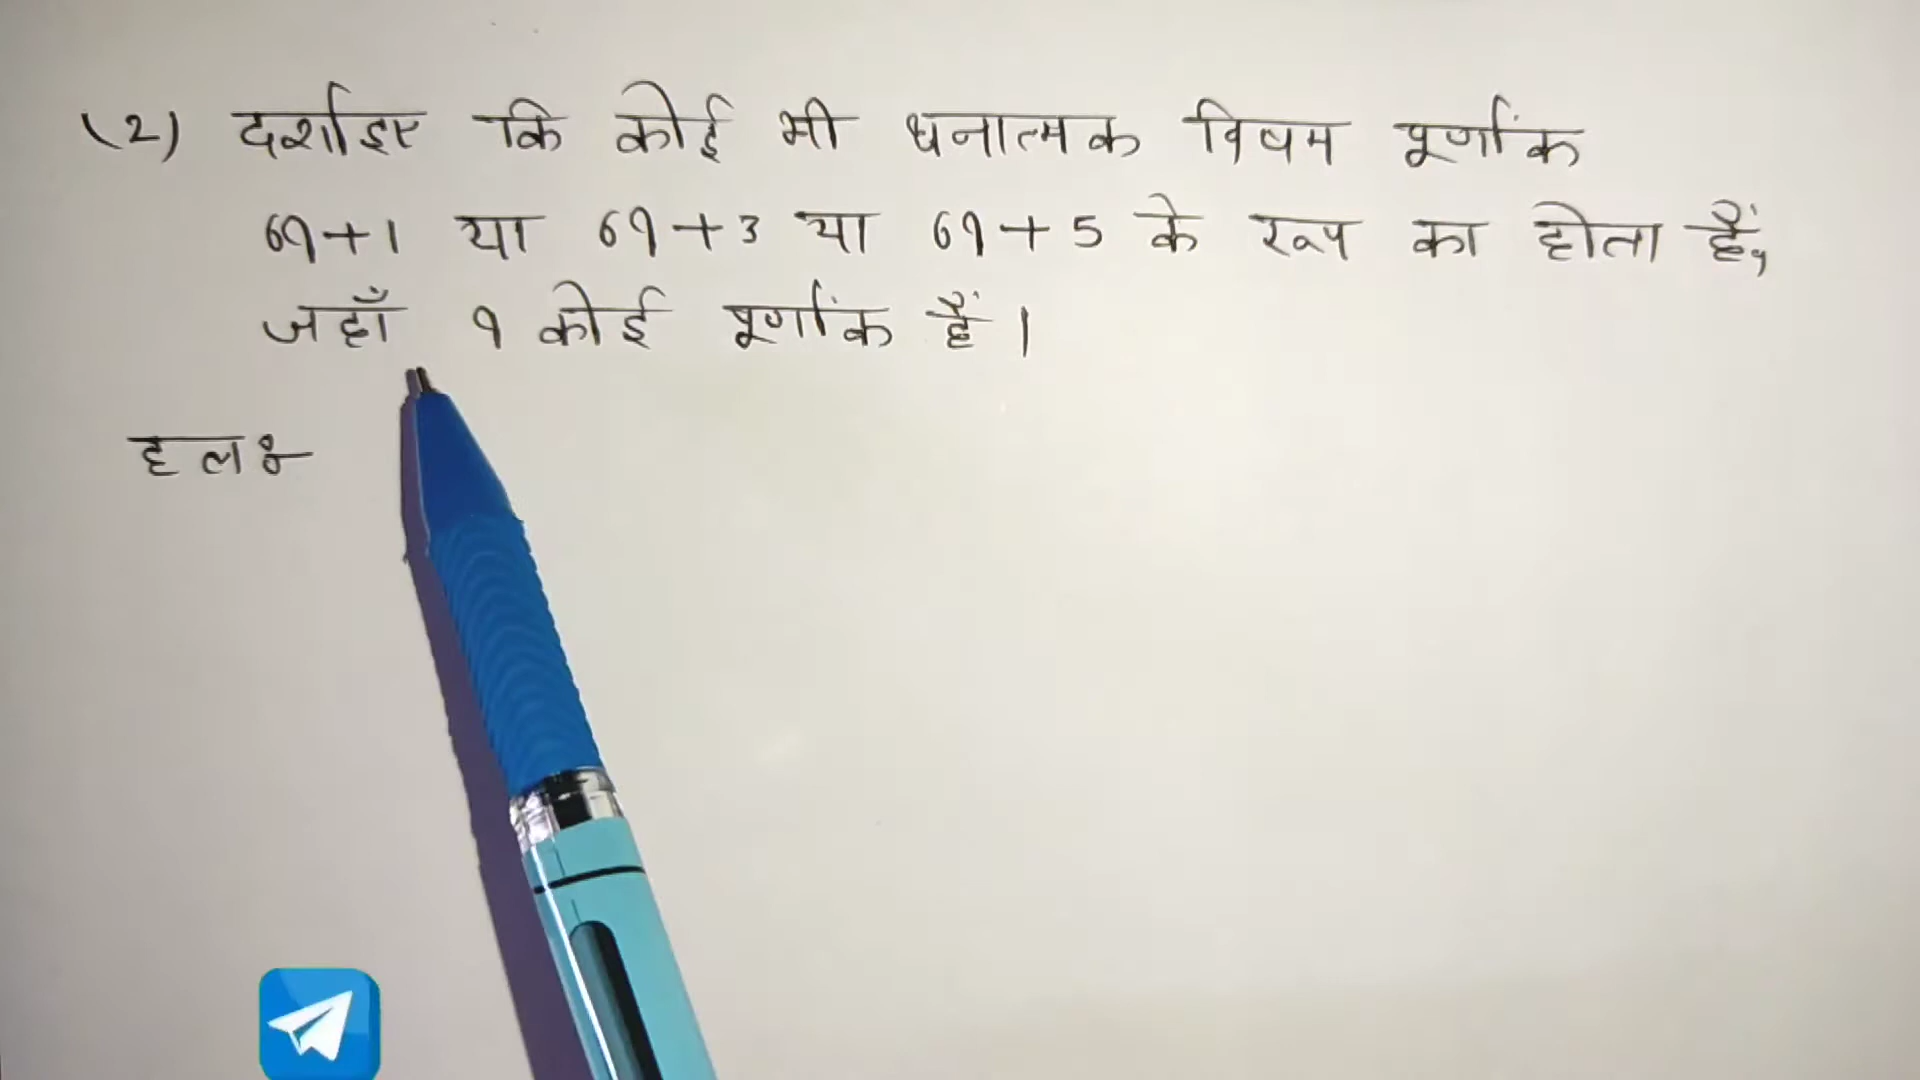 (2) दर्शाइए कि कोई भी धनात्मक विषम पूर्णांक
6q+1 या 6q+3 या 6q+5 के रूप का होता हैं,
जहाँ q कोई पूर्णांक हैं।
हलः-